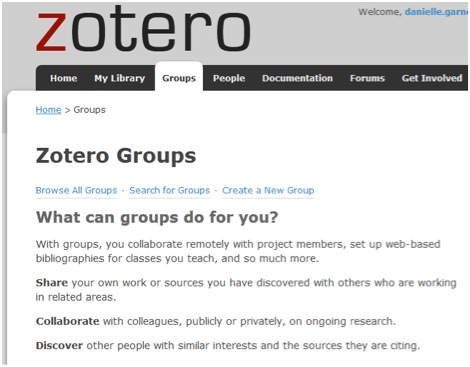 zotero
Welcome, danielle.garne
Home My Library Groups People Documentation Forums Get Involved
Home > Groups
Zotero Groups
Browse All Groups · Search for Groups · Create a New Group
What can groups do for you?
With groups, you collaborate remotely with project members, set up web-based
bibliographies for classes you teach, and so much more.
Share your own work or sources you have discovered with others who are working
in related areas.
Collaborate with colleagues, publicly or privately, on ongoing research.
Discover other people with similar interests and the sources they are citing.